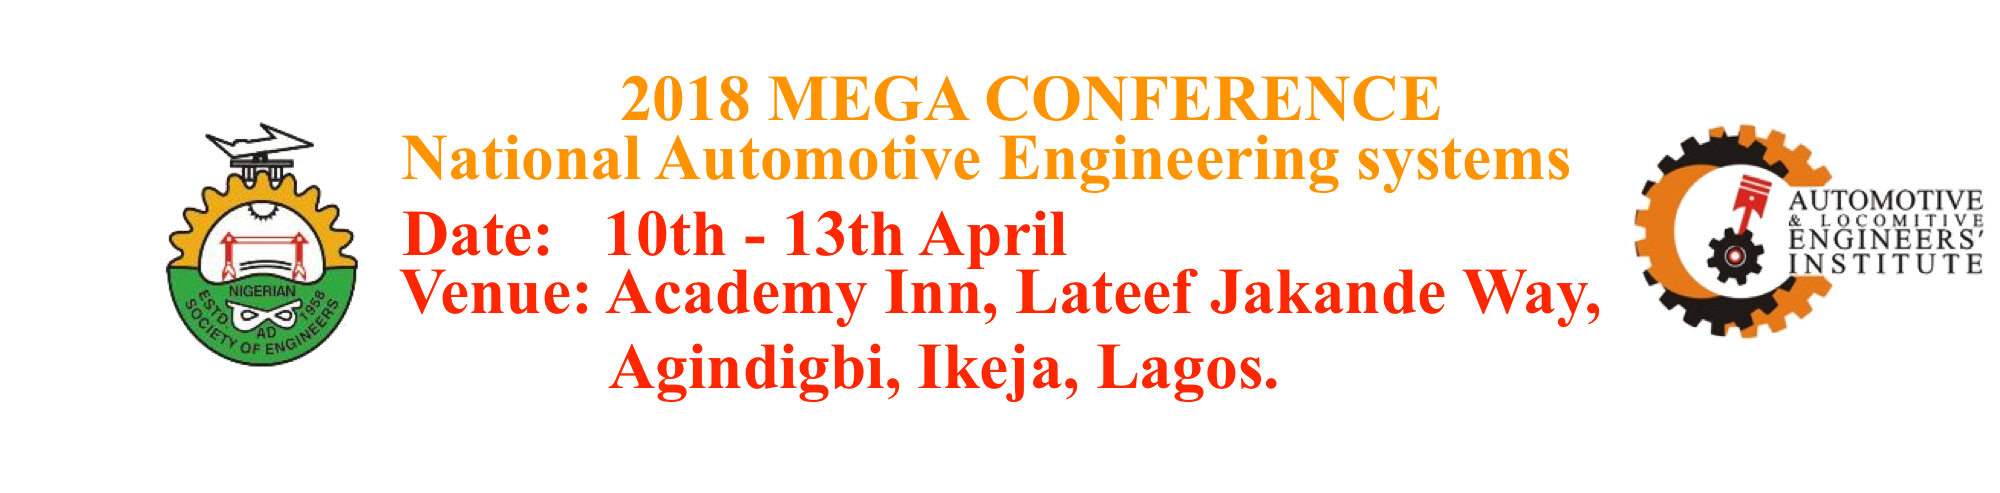 2018 MEGA CONFERENCE
National Automotive Engineering systems
Date: 10th - 13th April
Venue: Academy Inn, Lateef Jakande Way,
Agindigbi, Ikeja, Lagos.
NIGERIAN
ESTD AD 1958
SOCIETY OF ENGINEERS
AUTOMOTIVE
& LOCOMITIVE
ENGINEERS'
INSTITUTE